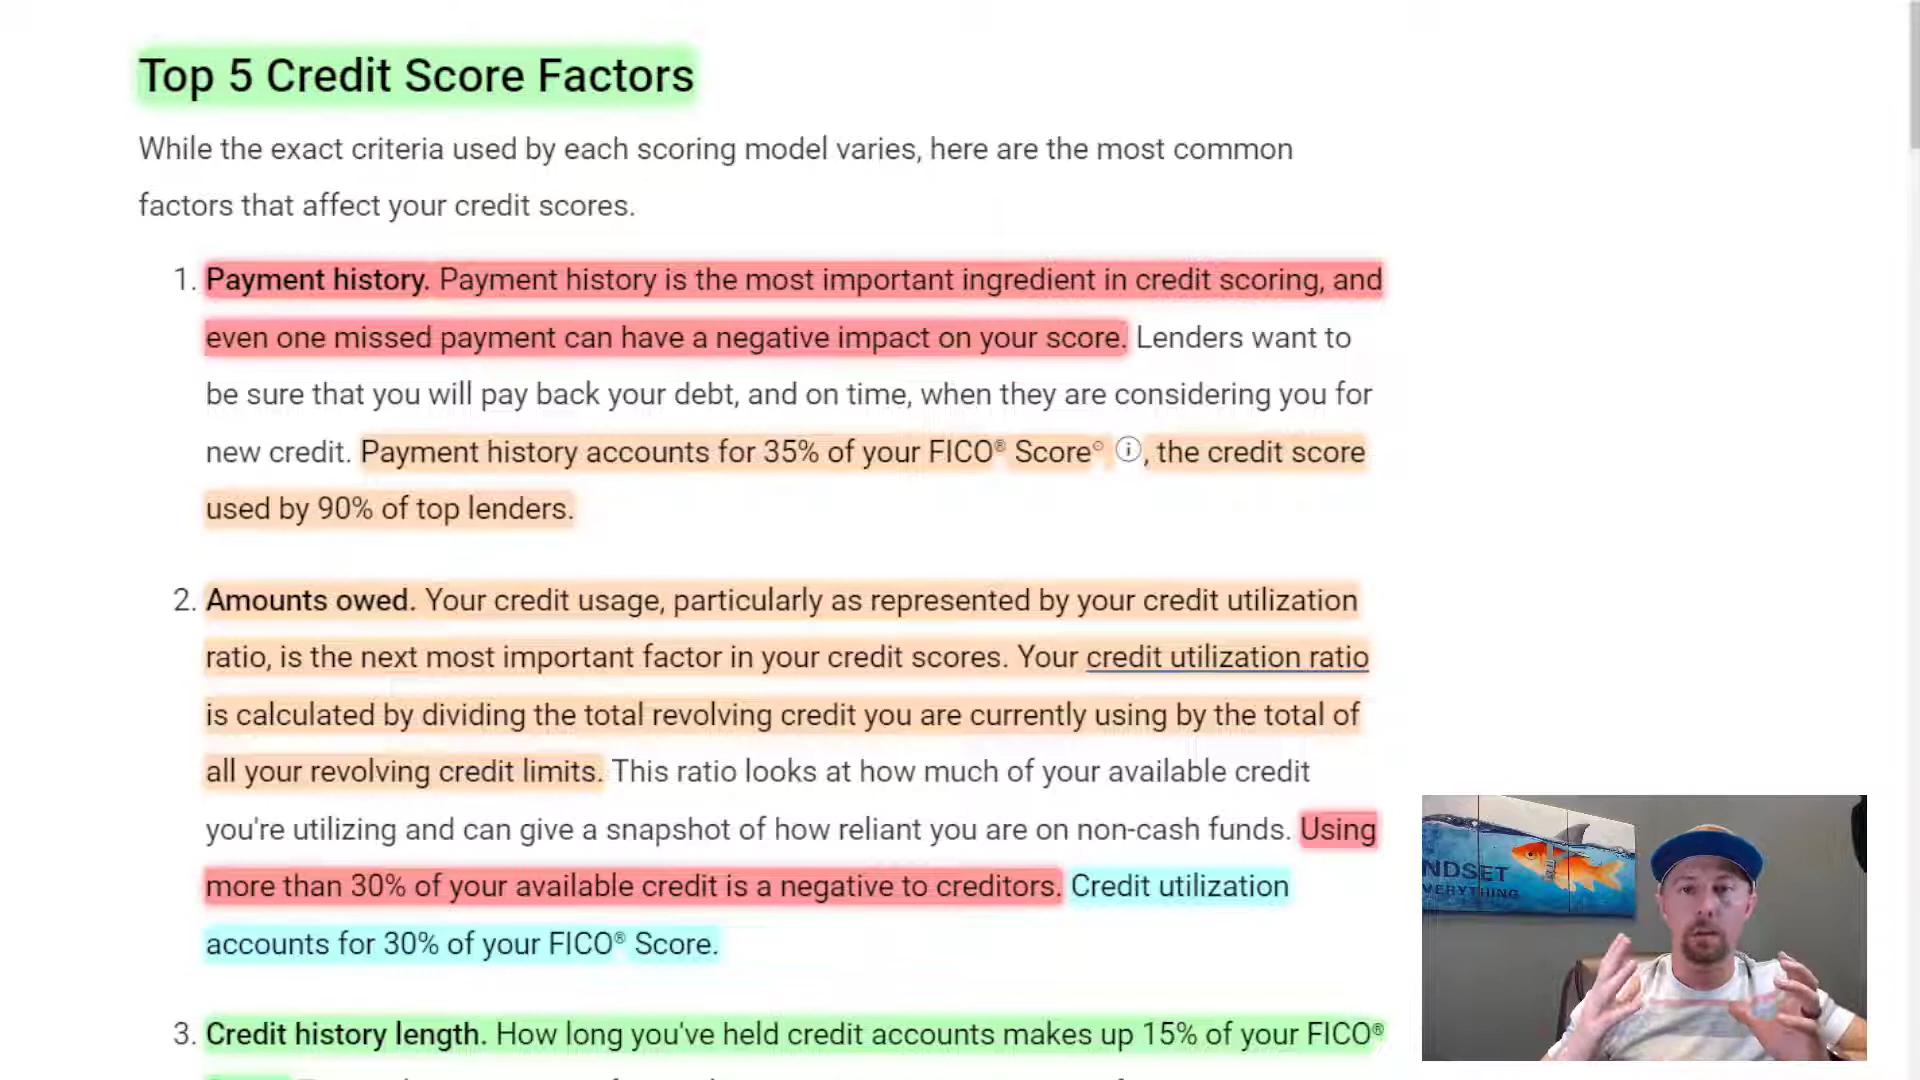 Top 5 Credit Score Factors
While the exact criteria used by each scoring model varies, here are the most common
factors that affect your credit scores.
1. Payment history. Payment history is the most important ingredient in credit scoring, and
even one missed payment can have a negative impact on your score. Lenders want to
be sure that you will pay back your debt, and on time, when they are considering you for
new credit. Payment history accounts for 35% of your FICO® Score☉ ⓘ, the credit score
used by 90% of top lenders.
2. Amounts owed. Your credit usage, particularly as represented by your credit utilization
ratio, is the next most important factor in your credit scores. Your credit utilization ratio
is calculated by dividing the total revolving credit you are currently using by the total of
all your revolving credit limits. This ratio looks at how much of your available credit
you're utilizing and can give a snapshot of how reliant you are on non-cash funds. Using
more than 30% of your available credit is a negative to creditors. Credit utilization
accounts for 30% of your FICO® Score.
3. Credit history length. How long you've held credit accounts makes up 15% of your FICO®
NDSET
VERYTHING